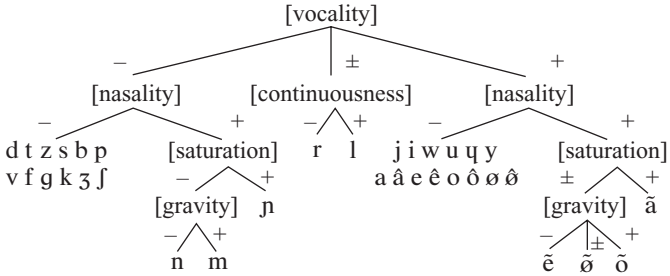 [vocality]
– ± +
[nasality] [continuousness] [nasality]
– + – + – +
d t z s b p [saturation] r l j i w u ɥ y [saturation]
v f ɡ k ʒ ʃ – + a â e ê o ô ø ø̂ ± +
[gravity] ɲ [gravity] ã
– + – ± +
n m ẽ ø̃ õ